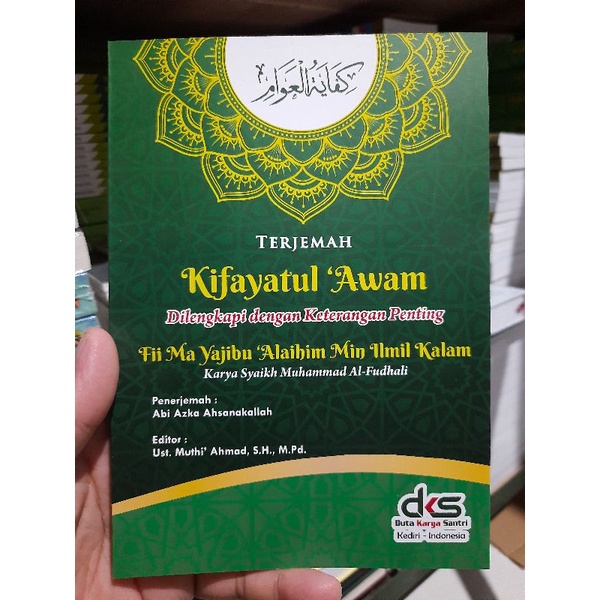 كفاية العوام
TERJEMAH
Kifayatul 'Awam
Dilengkapi dengan Keterangan Penting
Fii Ma Yajibu 'Alaihim Min Ilmil Kalam
Karya Syaikh Muhammad Al-Fudhali
Penerjemah :
Abi Azka Ahsanakallah
Editor :
Ust. Muthi' Ahmad, S.H., M.Pd.
dks
Duta Karya Santri
Kediri - Indonesia